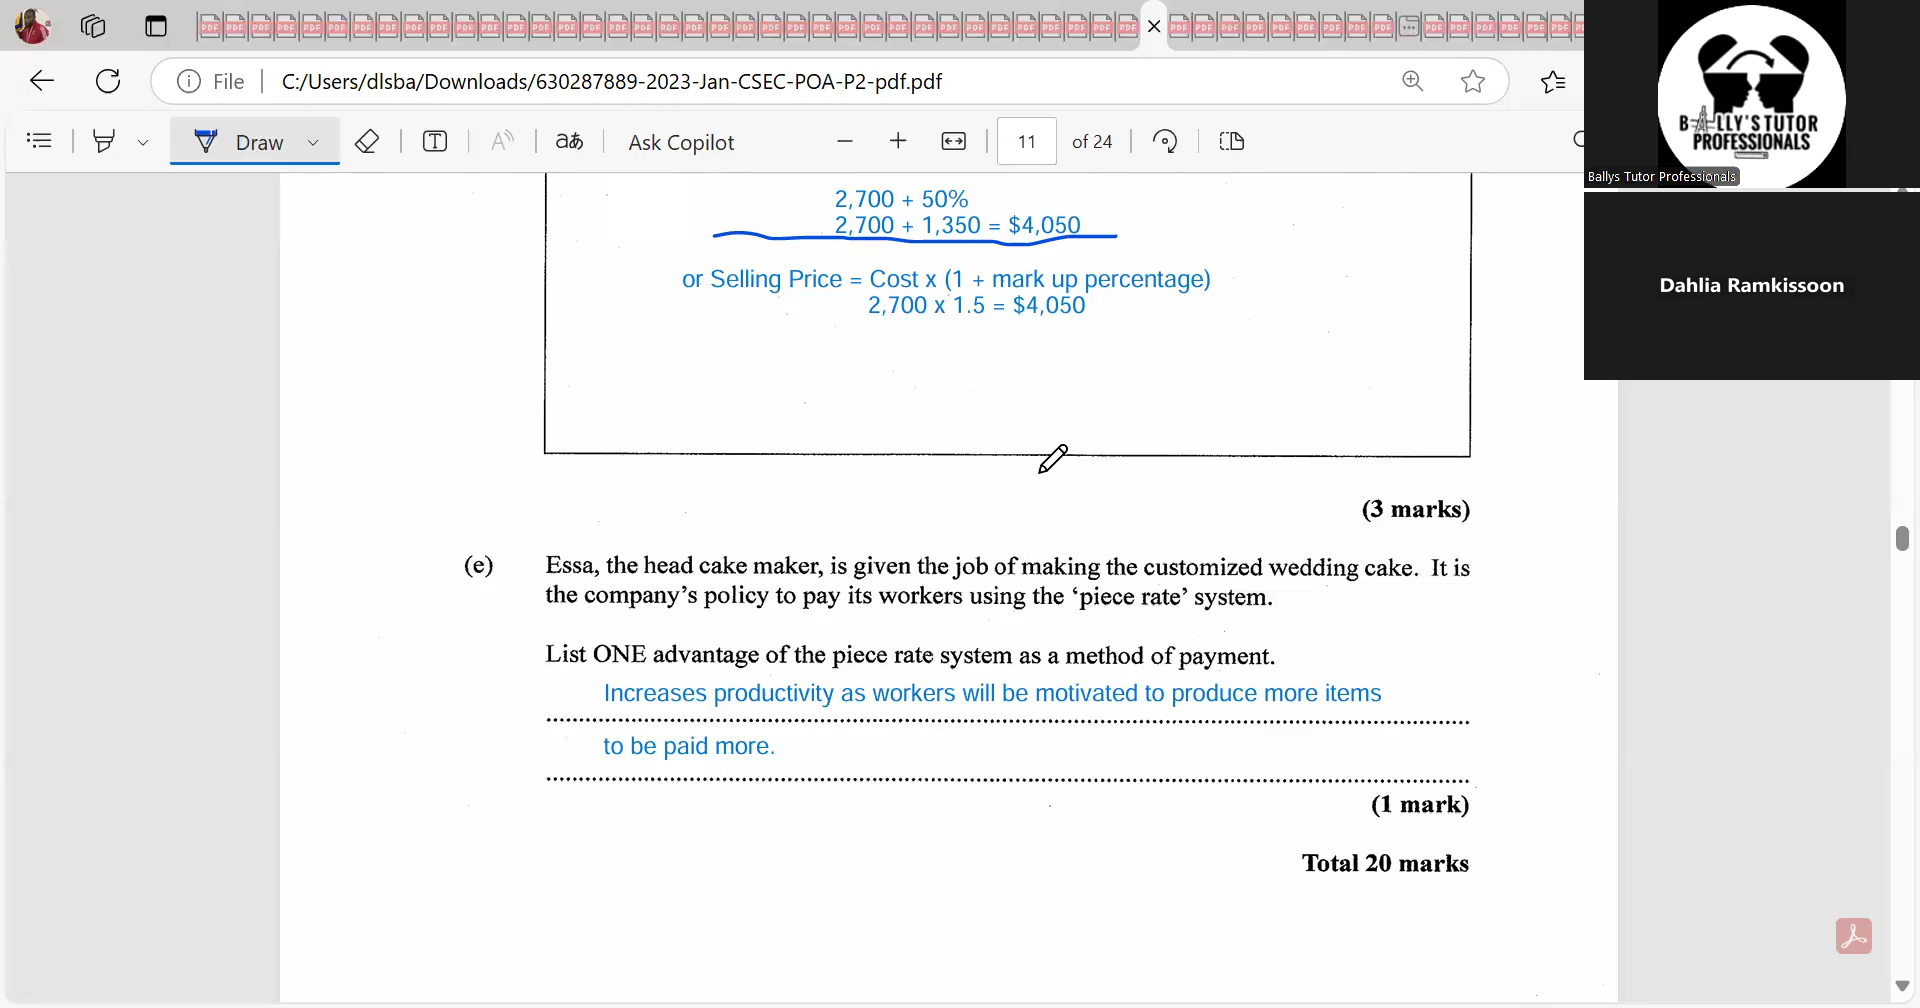 File
C:/Users/dlsba/Downloads/630287889-2023-Jan-CSEC-POA-P2-pdf.pdf
Draw
Ask Copilot
11
of 24
BALLY'S TUTOR
PROFESSIONALS
Ballys Tutor Professionals
Dahlia Ramkissoon
2,700 + 50%
2,700 + 1,350 = $4,050
or Selling Price = Cost x (1 + mark up percentage)
2,700 x 1.5 = $4,050
(3 marks)
(e) Essa, the head cake maker, is given the job of making the customized wedding cake. It is
the company's policy to pay its workers using the 'piece rate' system.
List ONE advantage of the piece rate system as a method of payment.
Increases productivity as workers will be motivated to produce more items
to be paid more.
(1 mark)
Total 20 marks